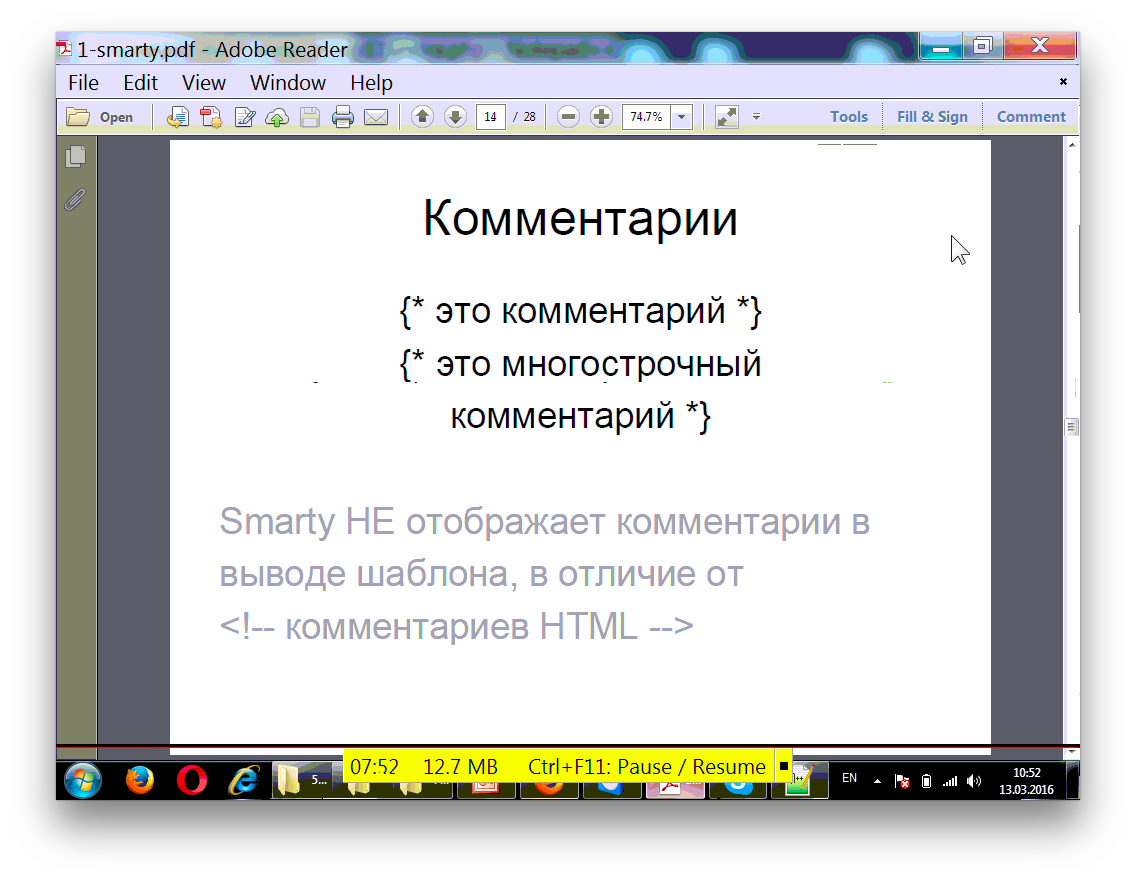 1-smarty.pdf - Adobe Reader
File Edit View Window Help
Open 14 / 28 74.7% Tools Fill & Sign Comment
Комментарии
{* это комментарий *}
{* это многострочный
комментарий *}
Smarty НЕ отображает комментарии в
выводе шаблона, в отличие от
<!-- комментариев HTML -->
07:52 12.7 MB Ctrl+F11: Pause / Resume
5... EN 10:52
13.03.2016